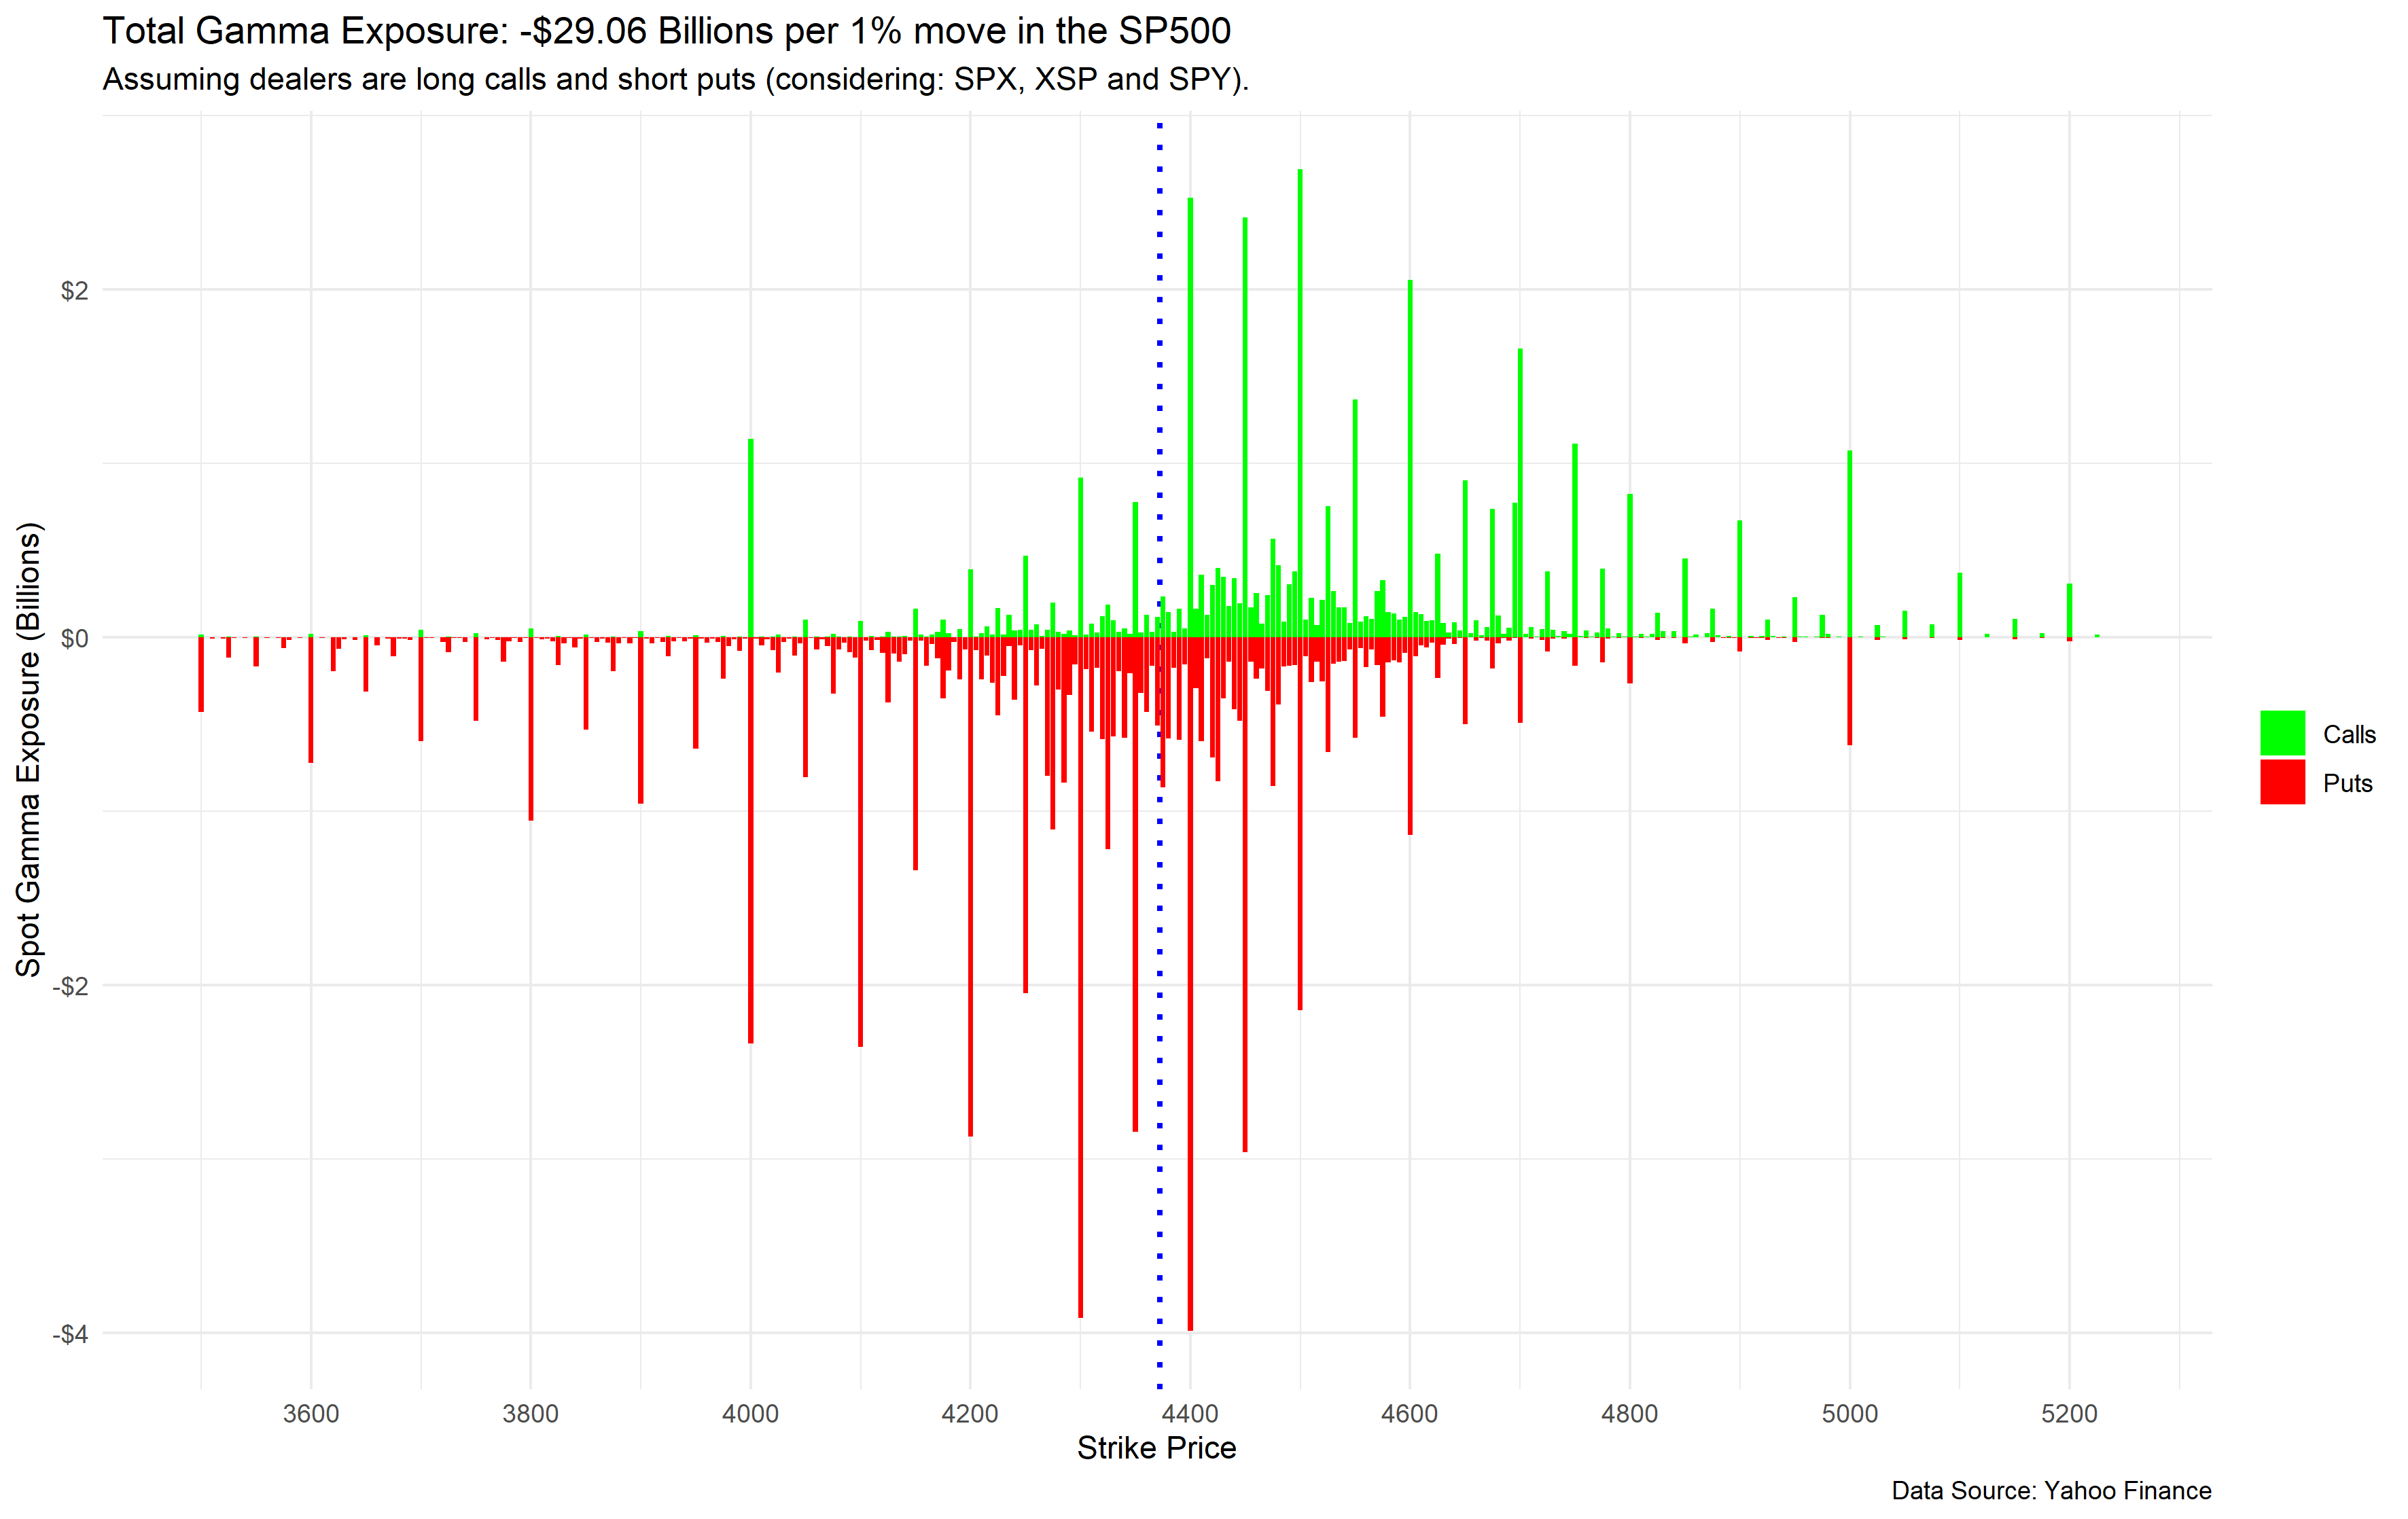 Total Gamma Exposure: -$29.06 Billions per 1% move in the SP500
Assuming dealers are long calls and short puts (considering: SPX, XSP and SPY).
Spot Gamma Exposure (Billions)
$2
$0
-$2
-$4
3600
3800
4000
4200
4400
4600
4800
5000
5200
Strike Price
Calls
Puts
Data Source: Yahoo Finance